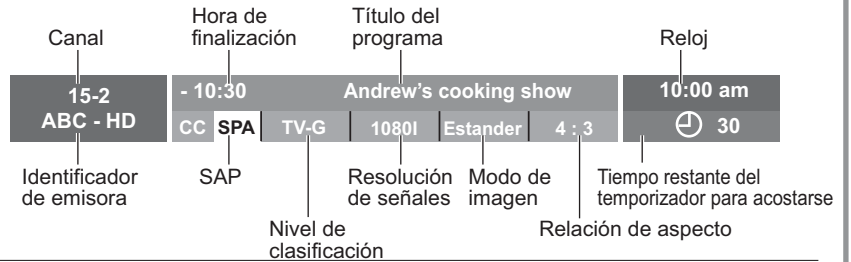 Canal
Hora de
finalización
Título del
programa
Reloj
15-2
ABC - HD
- 10:30
Andrew's cooking show
10:00 am
CC SPA TV-G 1080I Estander 4 : 3
30
Identificador
de emisora
SAP
Nivel de
clasificación
Resolución
de señales
Modo de
imagen
Relación de aspecto
Tiempo restante del
temporizador para acostarse